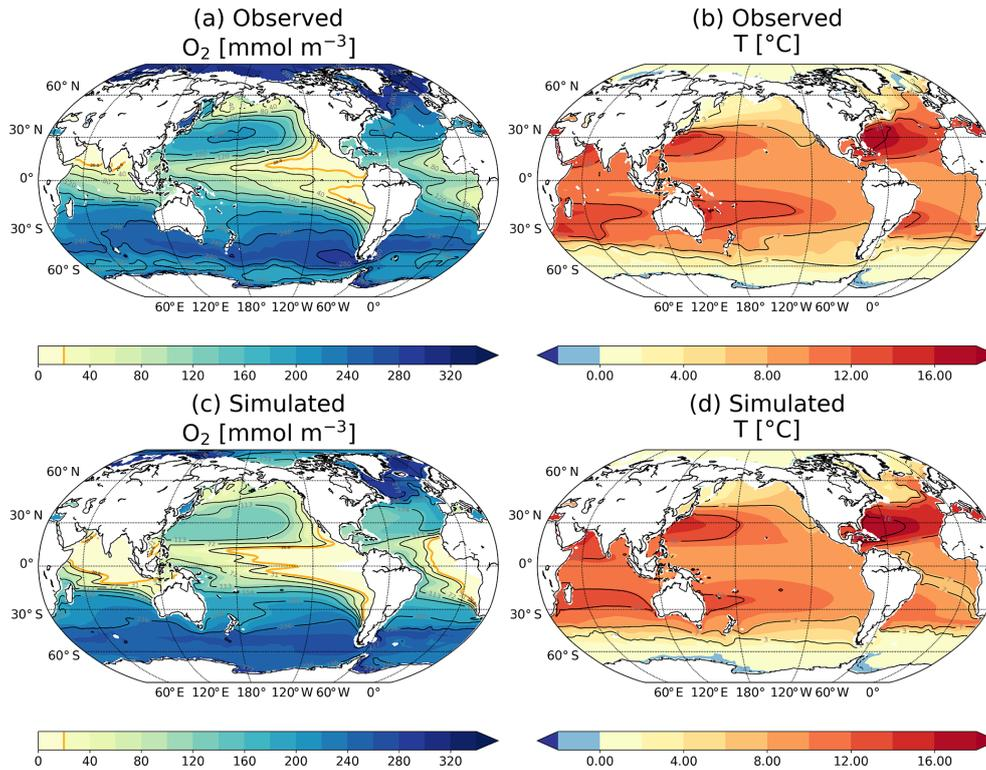 (a) Observed
O₂ [mmol m⁻³]
(b) Observed
T [°C]
60° N
30° N
0°
30° S
60° S
60° E 120° E 180° 120° W 60° W 0°
60° N
30° N
0°
30° S
60° S
60° E 120° E 180° 120° W 60° W 0°
0 40 80 120 160 200 240 280 320
0.00 4.00 8.00 12.00 16.00
(c) Simulated
O₂ [mmol m⁻³]
(d) Simulated
T [°C]
60° N
30° N
0°
30° S
60° S
60° E 120° E 180° 120° W 60° W 0°
60° N
30° N
0°
30° S
60° S
60° E 120° E 180° 120° W 60° W 0°
0 40 80 120 160 200 240 280 320
0.00 4.00 8.00 12.00 16.00